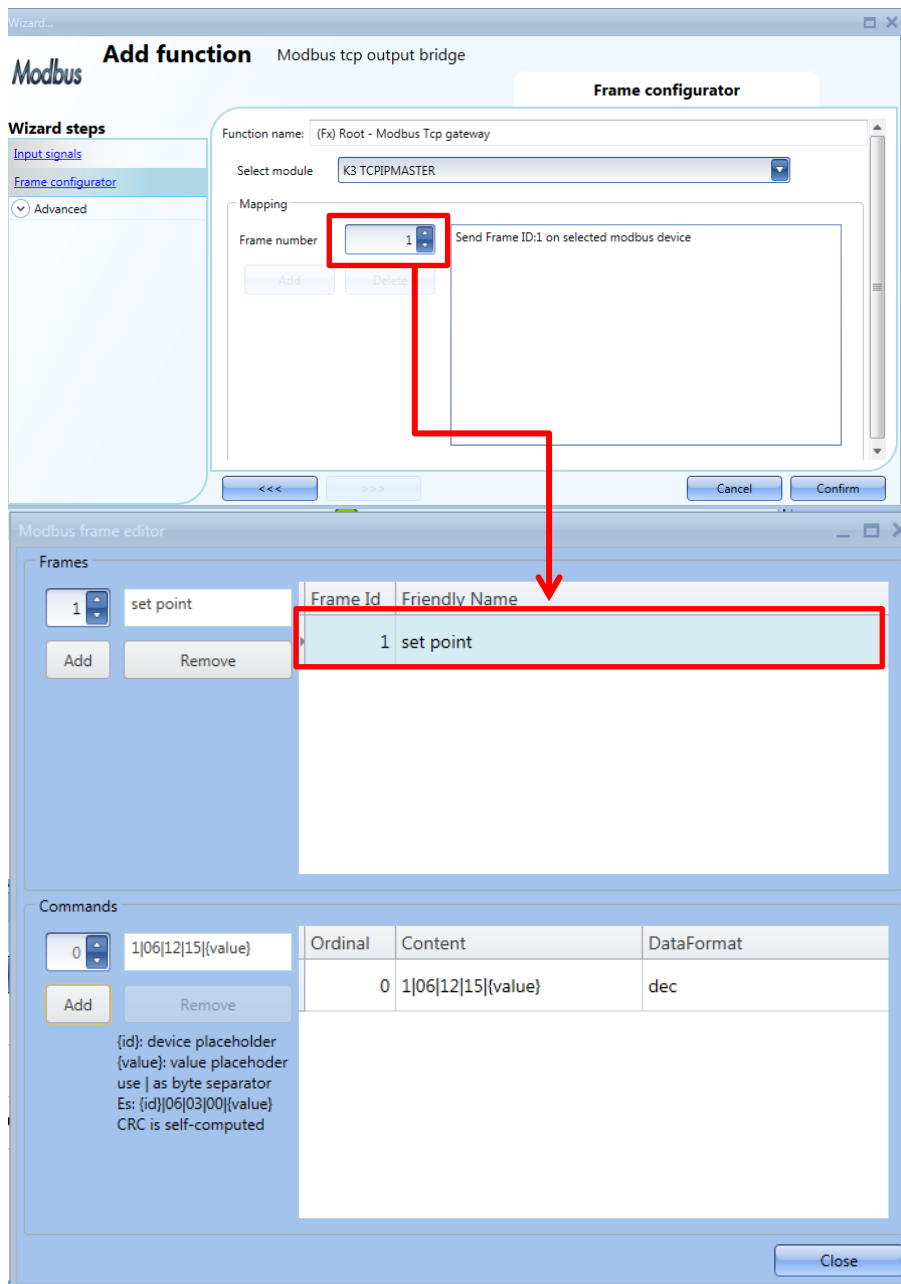 Wizard...
Modbus
Add function Modbus tcp output bridge
Frame configurator
Wizard steps
Input signals
Frame configurator
Advanced
Function name: (Fx) Root - Modbus Tcp gateway
Select module K3 TCPIPMASTER
Mapping
Frame number 1
Send Frame ID:1 on selected modbus device
Add Delete
<<< >>> Cancel Confirm
Modbus frame editor
Frames
1 set point
Add Remove
Frame Id Friendly Name
1 set point
Commands
0 1|06|12|15|{value}
Add Remove
{id}: device placeholder
{value}: value placehoder
use | as byte separator
Es: {id}|06|03|00|{value}
CRC is self-computed
Ordinal Content DataFormat
0 1|06|12|15|{value} dec
Close